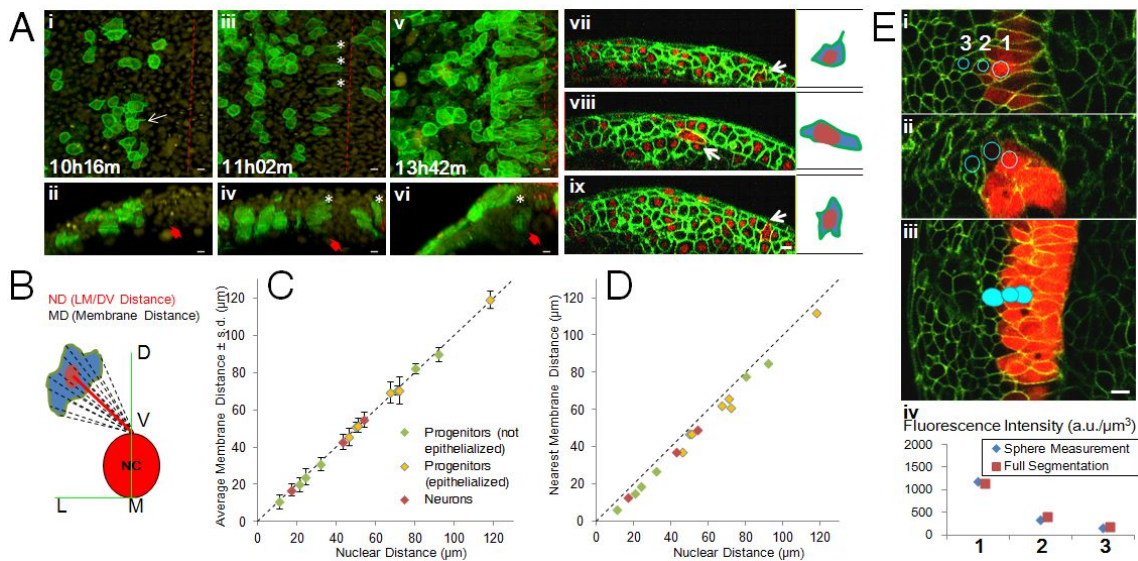 A
i
iii
v
10h16m
11h02m
* * *
13h42m
ii
iv
*
*
vi
*
vii
viii
ix
E
i
3 2 1
ii
iii
iv
Fluorescence Intensity (a.u./µm³)
2000
1500
1000
500
0
Sphere Measurement
Full Segmentation
1 2 3
B
ND (LM/DV Distance)
MD (Membrane Distance)
D
V
NC
L
M
C
Average Membrane Distance ± s.d. (µm)
120
100
80
60
40
20
0
Progenitors (not epithelialized)
Progenitors (epithelialized)
Neurons
0 20 40 60 80 100 120
Nuclear Distance (µm)
D
Nearest Membrane Distance (µm)
120
100
80
60
40
20
0
0 20 40 60 80 100 120
Nuclear Distance (µm)